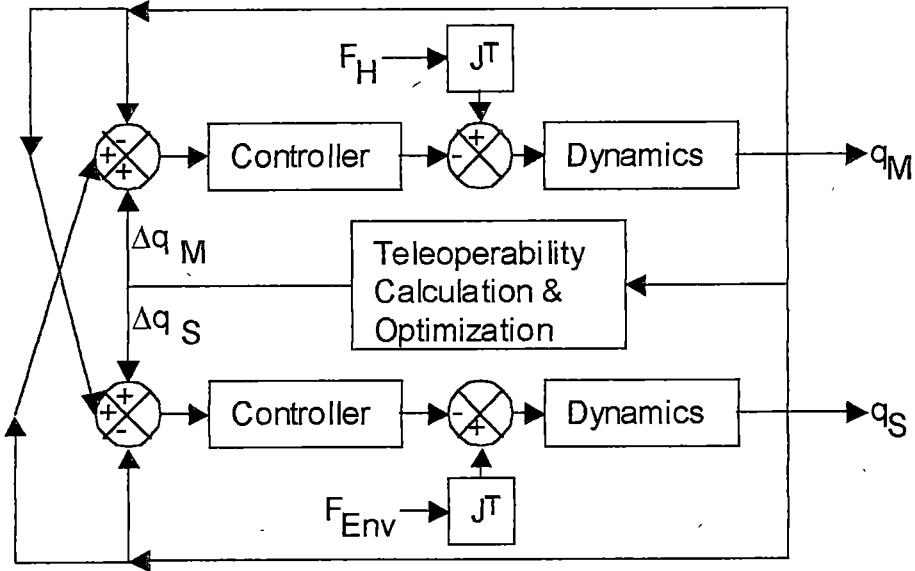 F_H
J^T
-
+
+
Controller
+
-
Dynamics
q_M
Δq_M
Teleoperability
Calculation &
Optimization
Δq_S
+
+
-
Controller
-
+
Dynamics
q_S
F_Env
J^T